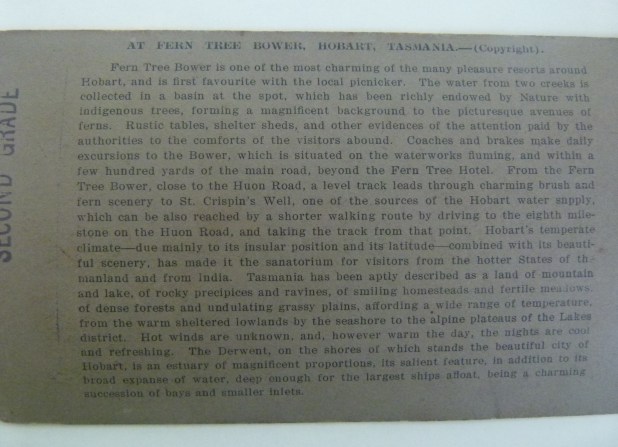 AT FERN TREE BOWER, HOBART, TASMANIA.—(Copyright).
Fern Tree Bower is one of the most charming of the many pleasure resorts around
Hobart, and is first favourite with the local picnicker. The water from two creeks is
collected in a basin at the spot, which has been richly endowed by Nature with
indigenous trees, forming a magnificent background to the picturesque avenues of
ferns. Rustic tables, shelter sheds, and other evidences of the attention paid by the
authorities to the comforts of the visitors abound. Coaches and brakes make daily
excursions to the Bower, which is situated on the waterworks fluming, and within a
few hundred yards of the main road, beyond the Fern Tree Hotel. From the Fern
Tree Bower, close to the Huon Road, a level track leads through charming brush and
fern scenery to St. Crispin's Well, one of the sources of the Hobart water snpply,
which can be also reached by a shorter walking route by driving to the eighth mile-
stone on the Huon Road, and taking the track from that point. Hobart's temperate
climate—due mainly to its insular position and its latitude—combined with its beauti-
ful scenery, has made it the sanatorium for visitors from the hotter States of th
manland and from India. Tasmania has been aptly described as a land of mountain
and lake, of rocky precipices and ravines, of smiling homesteads and fertile meadows,
of dense forests and undulating grassy plains, affording a wide range of temperature,
from the warm sheltered lowlands by the seashore to the alpine plateaus of the Lakes
district. Hot winds are unknown, and, however warm the day, the nights are cool
and refreshing. The Derwent, on the shores of which stands the beautiful city of
Hobart, is an estuary of magnificent proportions, its salient feature, in addition to its
broad expanse of water, deep enough for the largest ships afloat, being a charming
succession of bays and smaller inlets.
SECOND GRADE